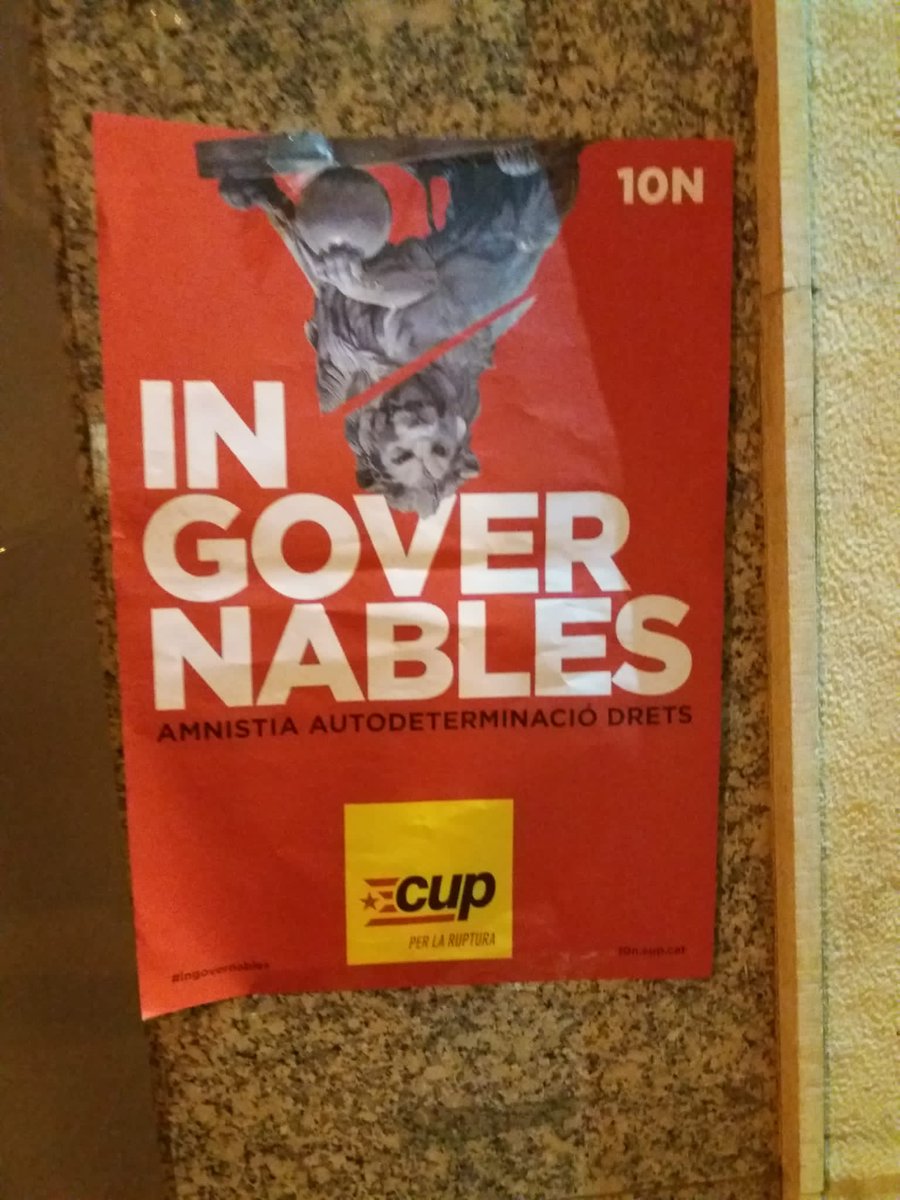 10N
IN
GOVER
NABLES
AMNISTIA AUTODETERMINACIÓ DRETS
cup
PER LA RUPTURA
#ingovernables
10n.cup.cat